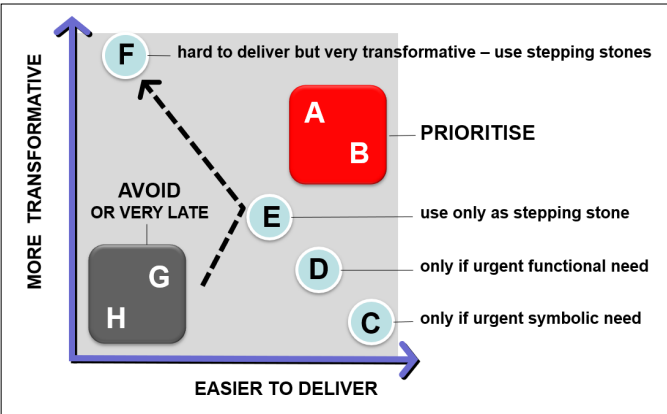 MORE TRANSFORMATIVE
F
hard to deliver but very transformative – use stepping stones
A
B
PRIORITISE
AVOID
OR VERY LATE
E
use only as stepping stone
G
H
D
only if urgent functional need
C
only if urgent symbolic need
EASIER TO DELIVER